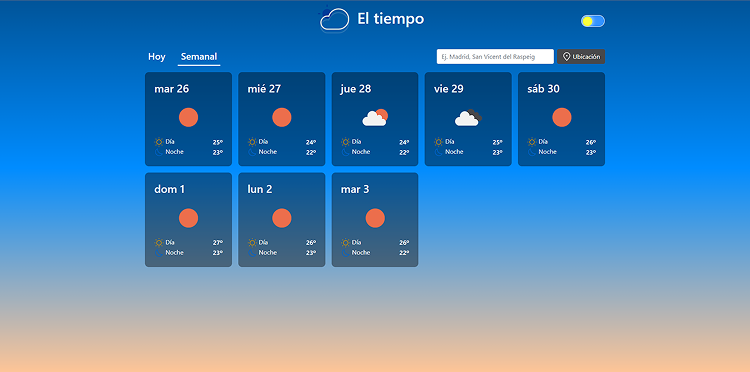 El tiempo
Hoy Semanal
Ej. Madrid, San Vicent del Raspeig Ubicación
mar 26
Día 25º
Noche 23º
mié 27
Día 24º
Noche 22º
jue 28
Día 24º
Noche 22º
vie 29
Día 25º
Noche 23º
sáb 30
Día 26º
Noche 23º
dom 1
Día 27º
Noche 23º
lun 2
Día 26º
Noche 23º
mar 3
Día 26º
Noche 22º